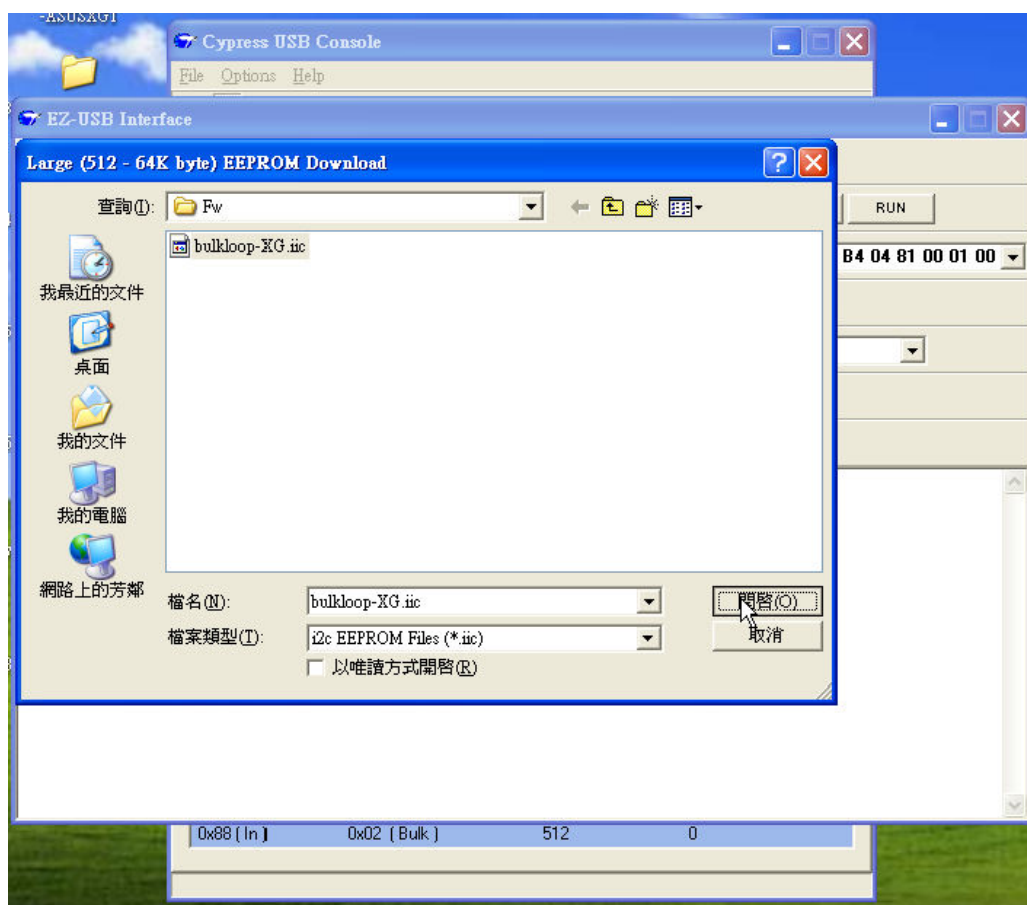 -ASUSXG1
Cypress USB Console
File Options Help
EZ-USB Interface
Large (512 - 64K byte) EEPROM Download
查詢(I):
Fw
RUN
bulkloop-XG.iic
B4 04 81 00 01 00
我最近的文件
桌面
我的文件
我的電腦
網路上的芳鄰
檔名(N):
bulkloop-XG.iic
開啓(O)
檔案類型(T):
i2c EEPROM Files (*.iic)
取消
以唯讀方式開啓(R)
0x88 ( In ) 0x02 ( Bulk ) 512 0